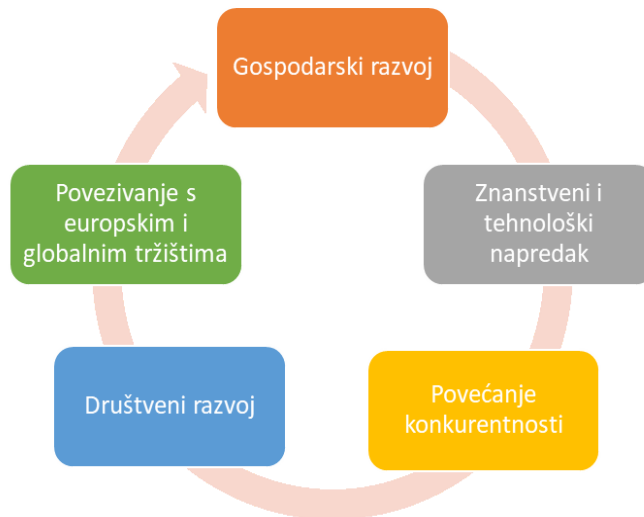 Gospodarski razvoj
Znanstveni i
tehnološki
napredak
Povećanje
konkurentnosti
Društveni razvoj
Povezivanje s
europskim i
globalnim tržištima